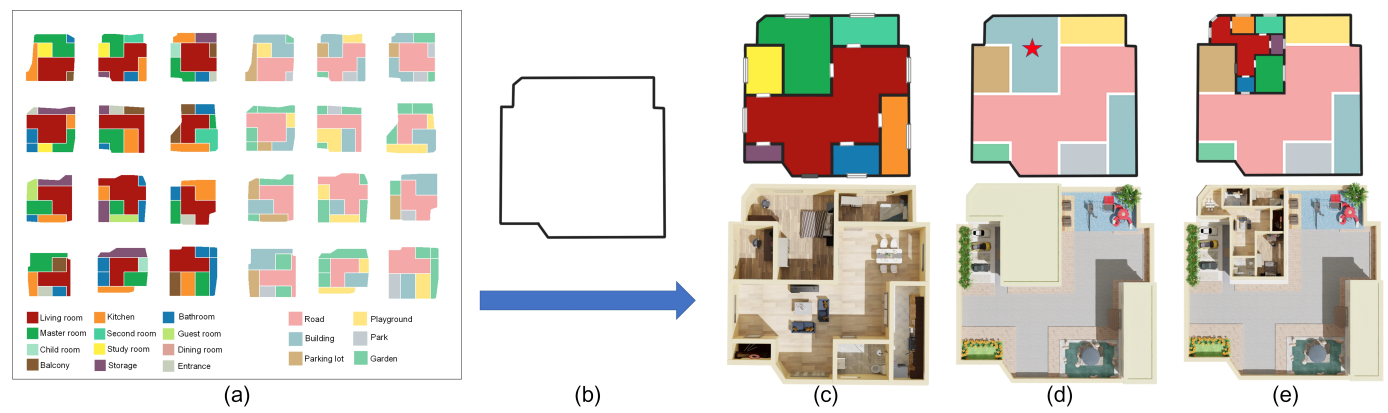 Living room
Kitchen
Bathroom
Master room
Second room
Guest room
Child room
Study room
Dining room
Balcony
Storage
Entrance
Road
Playground
Building
Park
Parking lot
Garden
(a)
(b)
(c)
(d)
(e)